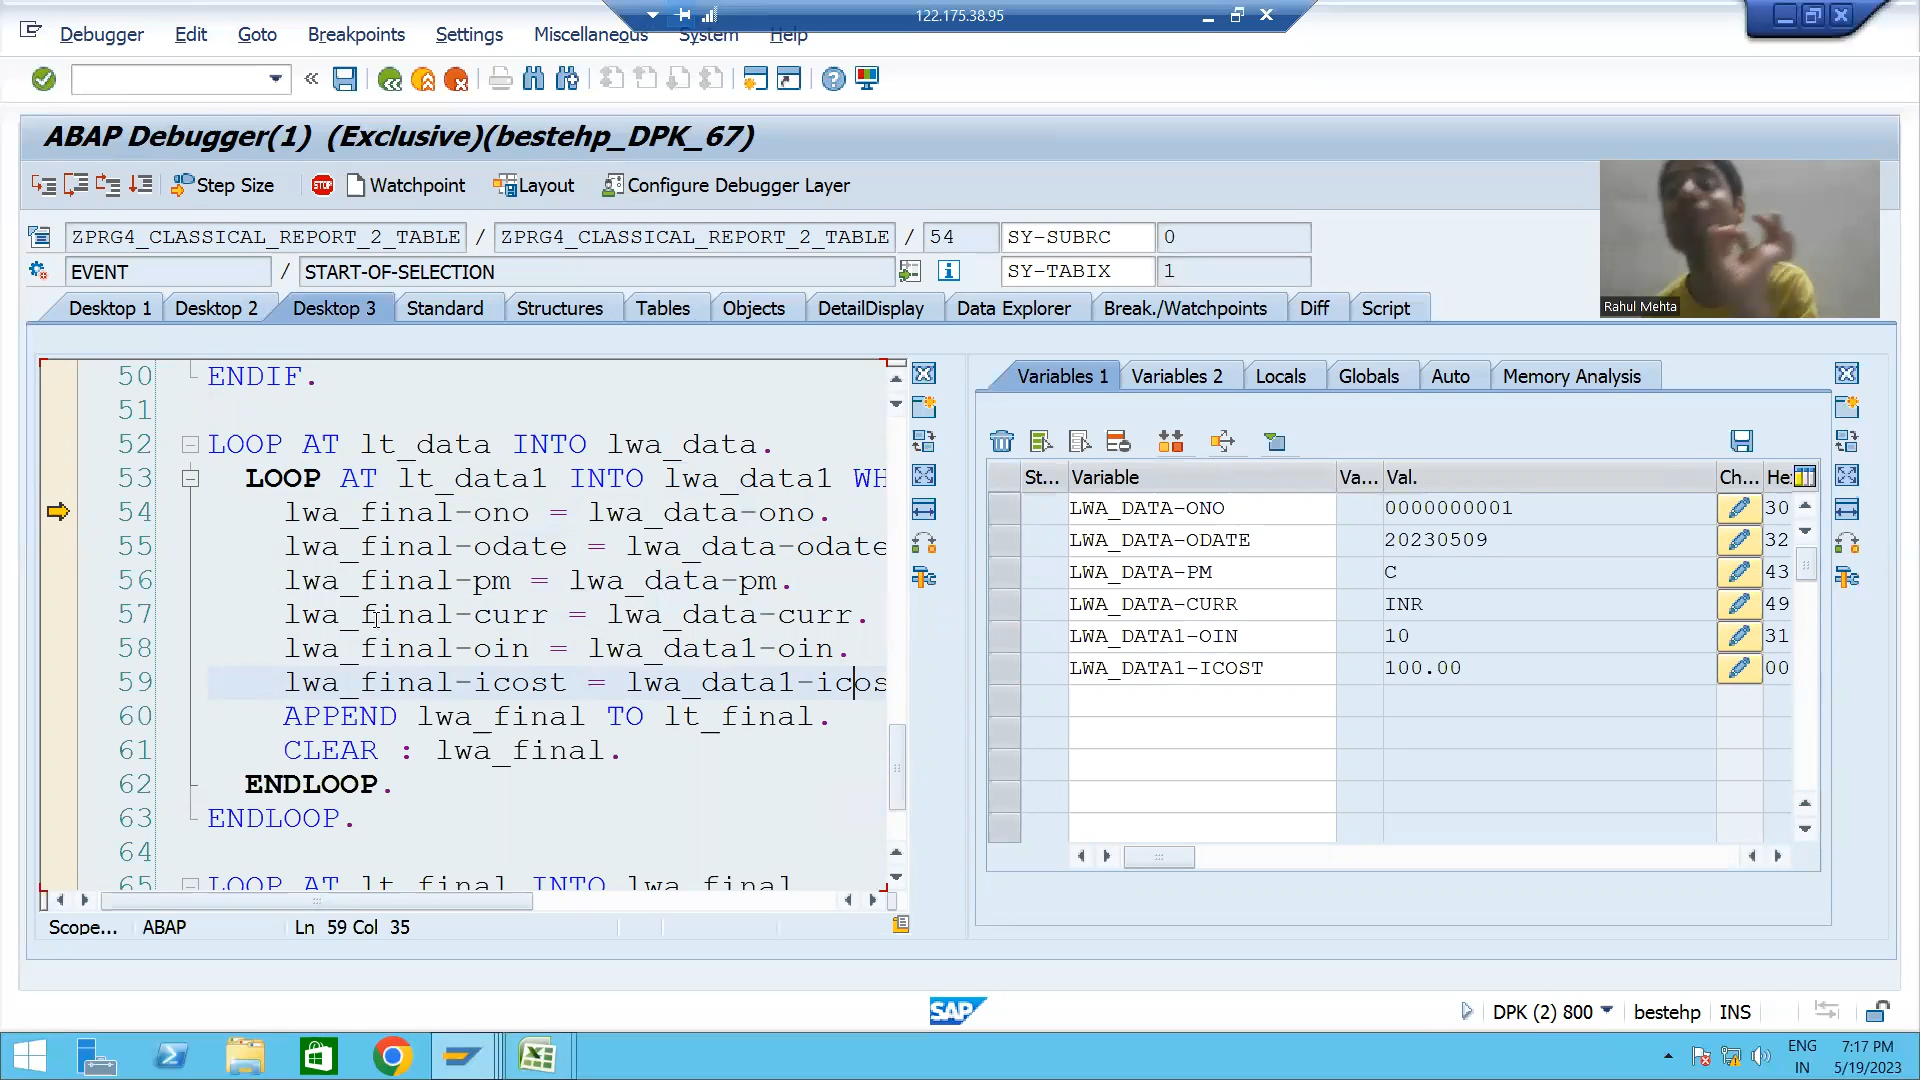 122.175.38.95
Debugger Edit Goto Breakpoints Settings Miscellaneous System Help
ABAP Debugger(1) (Exclusive)(bestehp_DPK_67)
Step Size STOP Watchpoint Layout Configure Debugger Layer
ZPRG4_CLASSICAL_REPORT_2_TABLE / ZPRG4_CLASSICAL_REPORT_2_TABLE / 54 SY-SUBRC 0
EVENT / START-OF-SELECTION SY-TABIX 1
Rahul Mehta
Desktop 1 Desktop 2 Desktop 3 Standard Structures Tables Objects DetailDisplay Data Explorer Break./Watchpoints Diff Script
50 ENDIF.
51
52 LOOP AT lt_data INTO lwa_data.
53 LOOP AT lt_data1 INTO lwa_data1 WH
54 lwa_final-ono = lwa_data-ono.
55 lwa_final-odate = lwa_data-odate
56 lwa_final-pm = lwa_data-pm.
57 lwa_final-curr = lwa_data-curr.
58 lwa_final-oin = lwa_data1-oin.
59 lwa_final-icost = lwa_data1-icos
60 APPEND lwa_final TO lt_final.
61 CLEAR : lwa_final.
62 ENDLOOP.
63 ENDLOOP.
64
65 LOOP AT lt_final INTO lwa_final
Scope... ABAP Ln 59 Col 35
Variables 1 Variables 2 Locals Globals Auto Memory Analysis
St... Variable Va... Val. Ch... Hex
LWA_DATA-ONO 0000000001 30
LWA_DATA-ODATE 20230509 32
LWA_DATA-PM C 43
LWA_DATA-CURR INR 49
LWA_DATA1-OIN 10 31
LWA_DATA1-ICOST 100.00 00
SAP DPK (2) 800 bestehp INS
ENG 7:17 PM
IN 5/19/2023